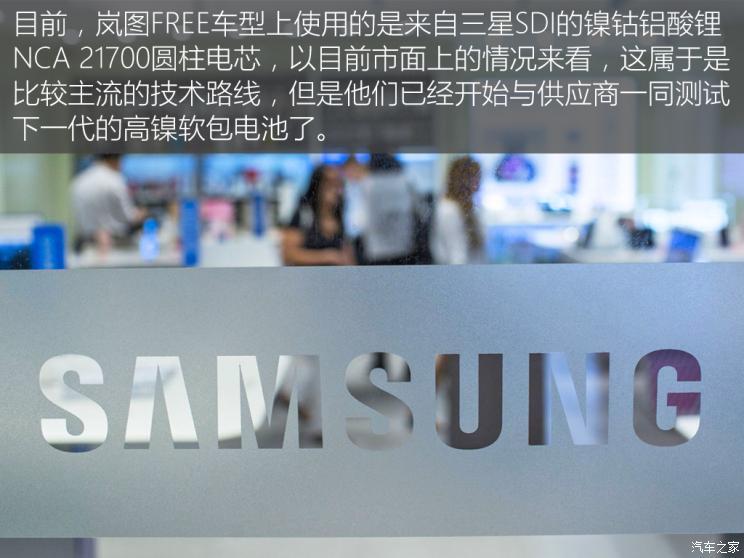 目前，岚图FREE车型上使用的是来自三星SDI的镍钴铝酸锂
NCA 21700圆柱电芯，以目前市面上的情况来看，这属于是
比较主流的技术路线，但是他们已经开始与供应商一同测试
下一代的高镍软包电池了。
SAMSUNG
汽车之家